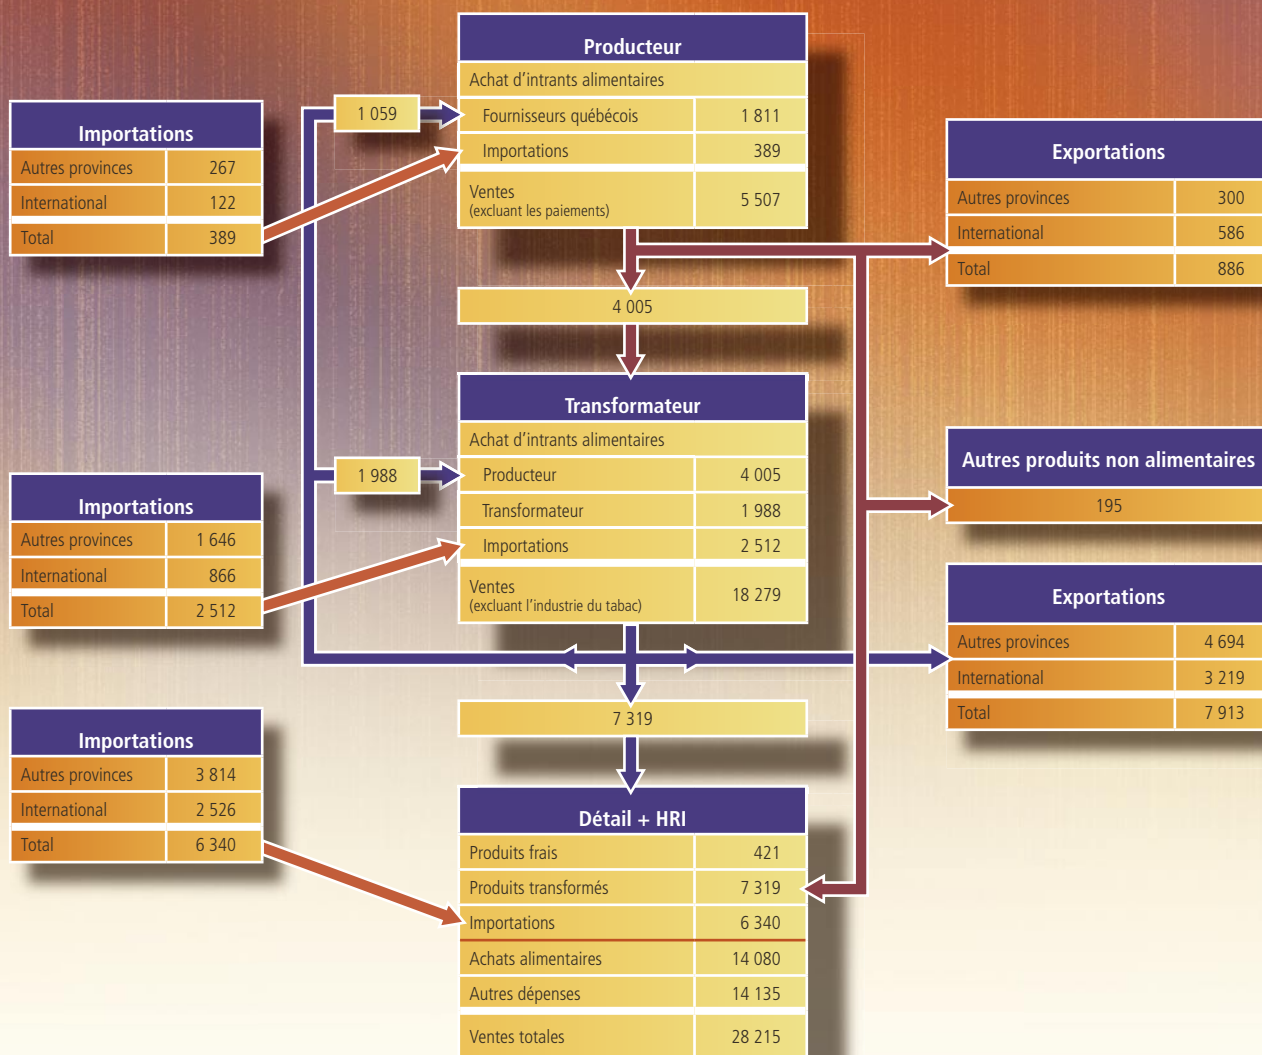 Producteur
Achat d'intrants alimentaires
Fournisseurs québécois 1 811
Importations 389
Ventes 5 507
(excluant les paiements)
1 059
Importations
Autres provinces 267
International 122
Total 389
Exportations
Autres provinces 300
International 586
Total 886
4 005
Transformateur
Achat d'intrants alimentaires
Producteur 4 005
Transformateur 1 988
Importations 2 512
Ventes 18 279
(excluant l'industrie du tabac)
1 988
Importations
Autres provinces 1 646
International 866
Total 2 512
Autres produits non alimentaires
195
Exportations
Autres provinces 4 694
International 3 219
Total 7 913
7 319
Importations
Autres provinces 3 814
International 2 526
Total 6 340
Détail + HRI
Produits frais 421
Produits transformés 7 319
Importations 6 340
Achats alimentaires 14 080
Autres dépenses 14 135
Ventes totales 28 215